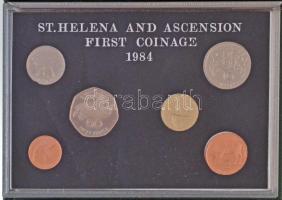 ST.HELENA AND ASCENSION
FIRST COINAGE
1984
darabanth